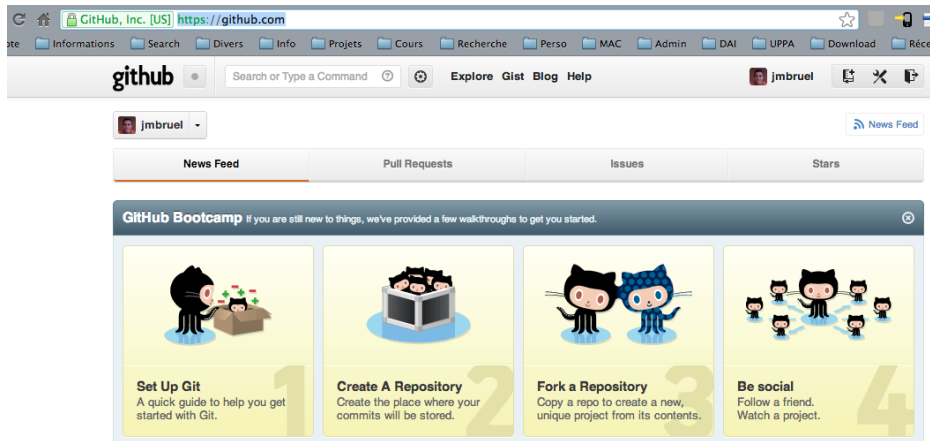 GitHub, Inc. [US] https://github.com
Informations Search Divers Info Projets Cours Recherche Perso MAC Admin DAI UPPA Download
github Search or Type a Command Explore Gist Blog Help jmbruel
jmbruel News Feed
News Feed Pull Requests Issues Stars
GitHub Bootcamp If you are still new to things, we've provided a few walkthroughs to get you started.
1 2 3 4
Set Up Git
A quick guide to help you get
started with Git.
Create A Repository
Create the place where your
commits will be stored.
Fork a Repository
Copy a repo to create a new,
unique project from its contents.
Be social
Follow a friend.
Watch a project.